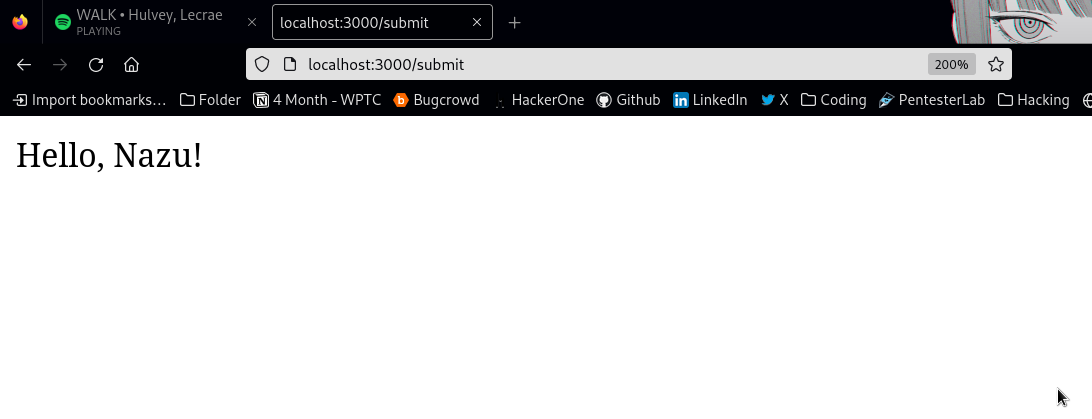 WALK • Hulvey, Lecrae
PLAYING
localhost:3000/submit
localhost:3000/submit
200%
Import bookmarks… Folder 4 Month - WPTC Bugcrowd HackerOne Github LinkedIn X Coding PentesterLab Hacking
Hello, Nazu!